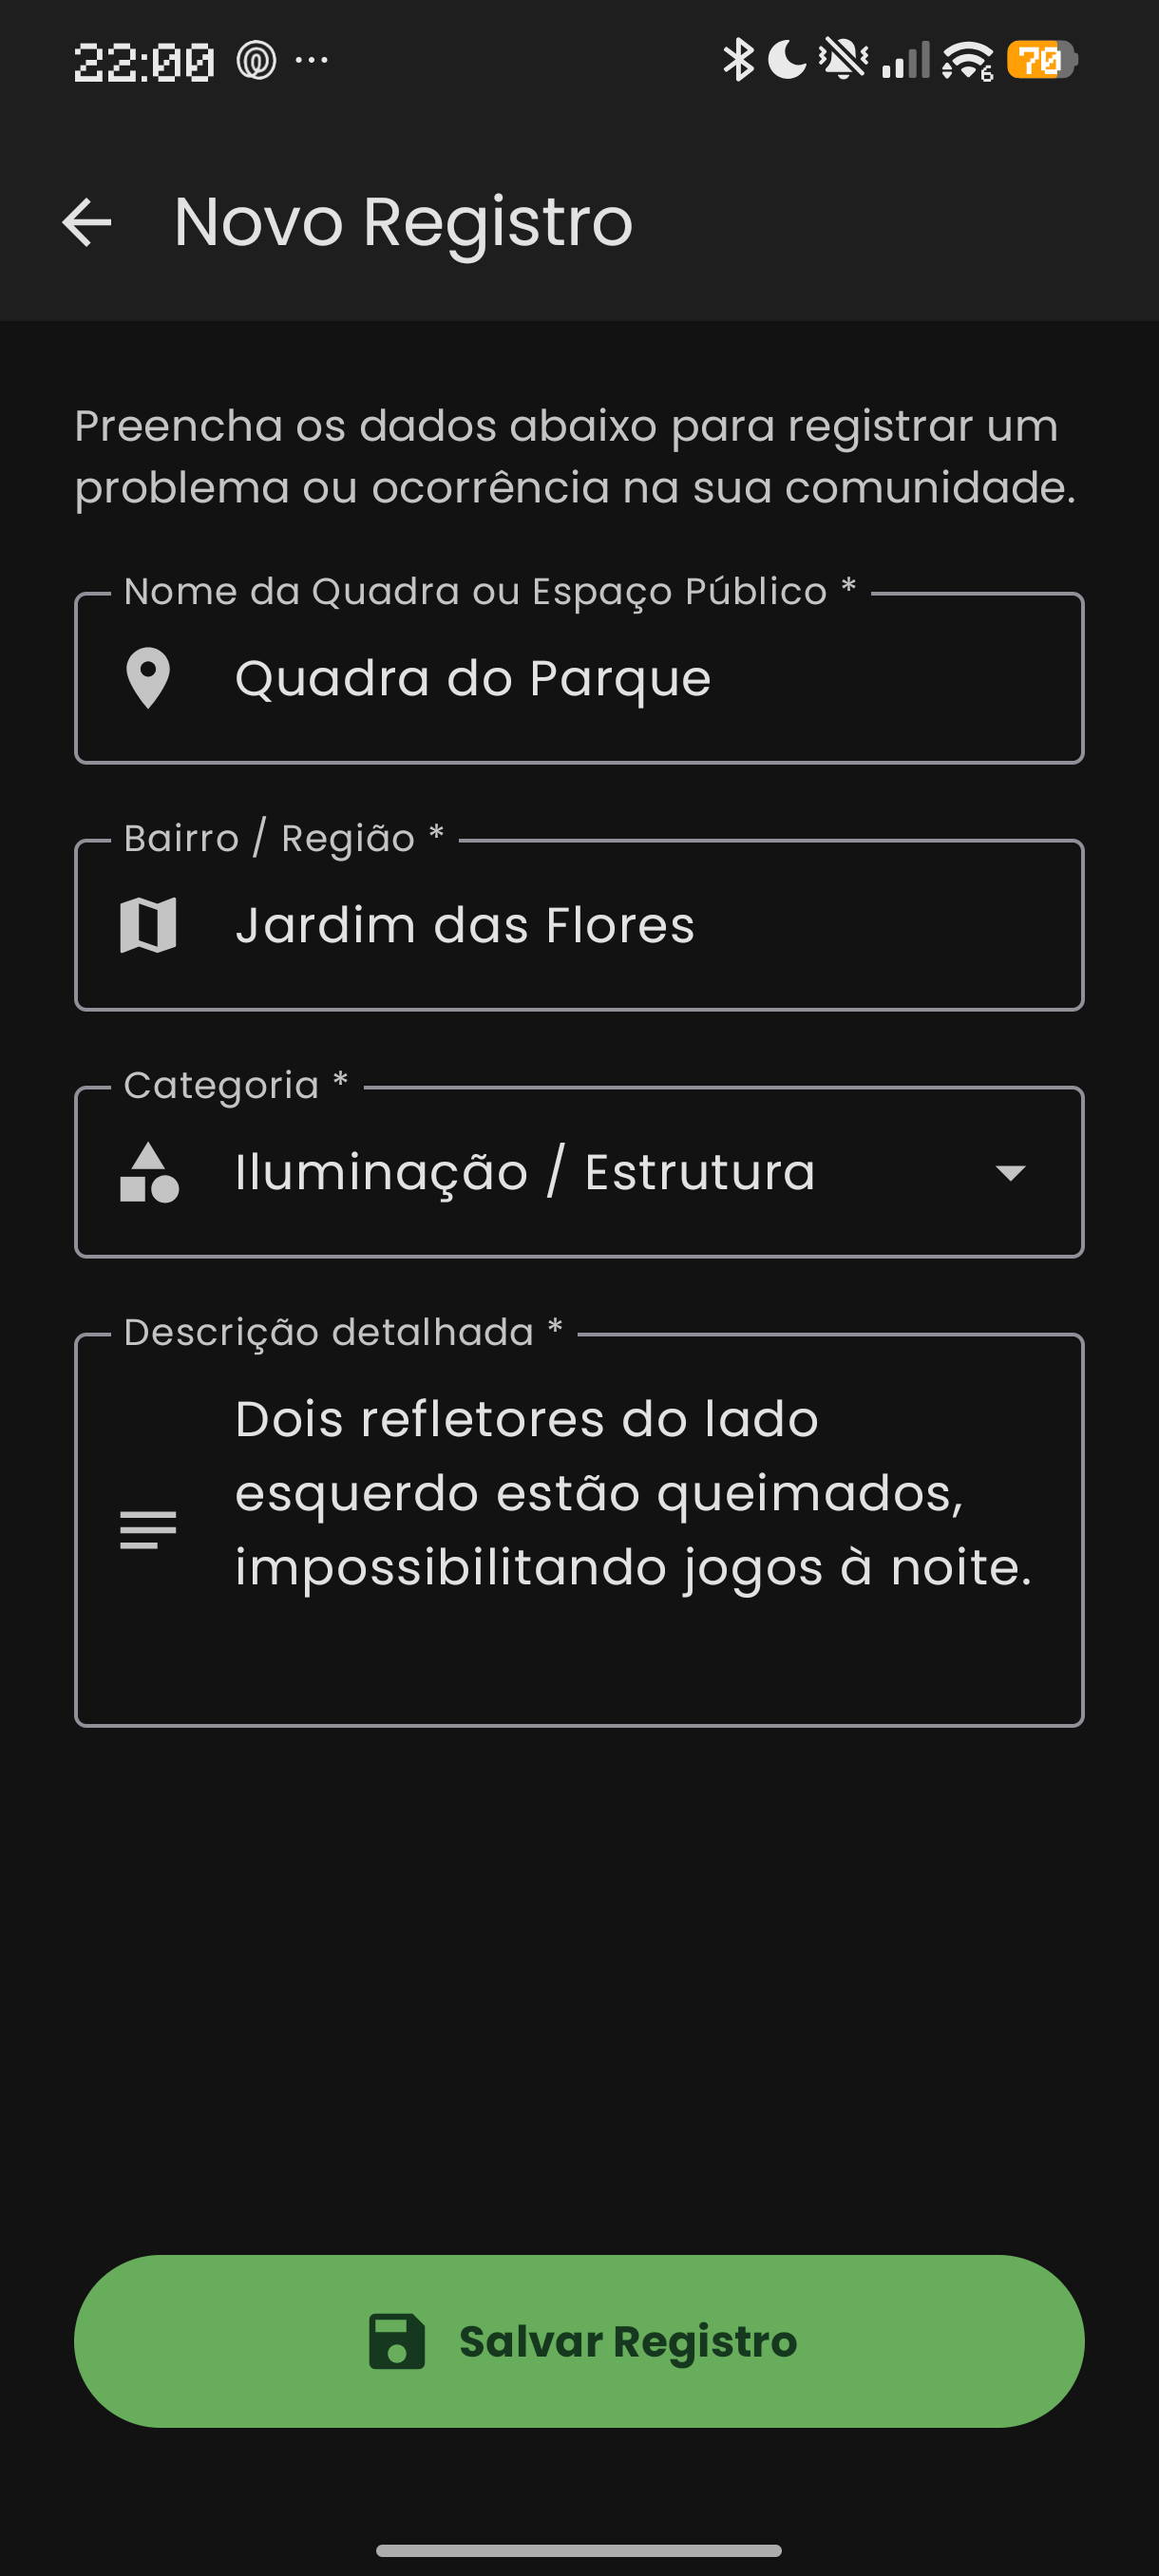 22:00
6
70
Novo Registro
Preencha os dados abaixo para registrar um
problema ou ocorrência na sua comunidade.
Nome da Quadra ou Espaço Público *
Quadra do Parque
Bairro / Região *
Jardim das Flores
Categoria *
Iluminação / Estrutura
Descrição detalhada *
Dois refletores do lado
esquerdo estão queimados,
impossibilitando jogos à noite.
Salvar Registro